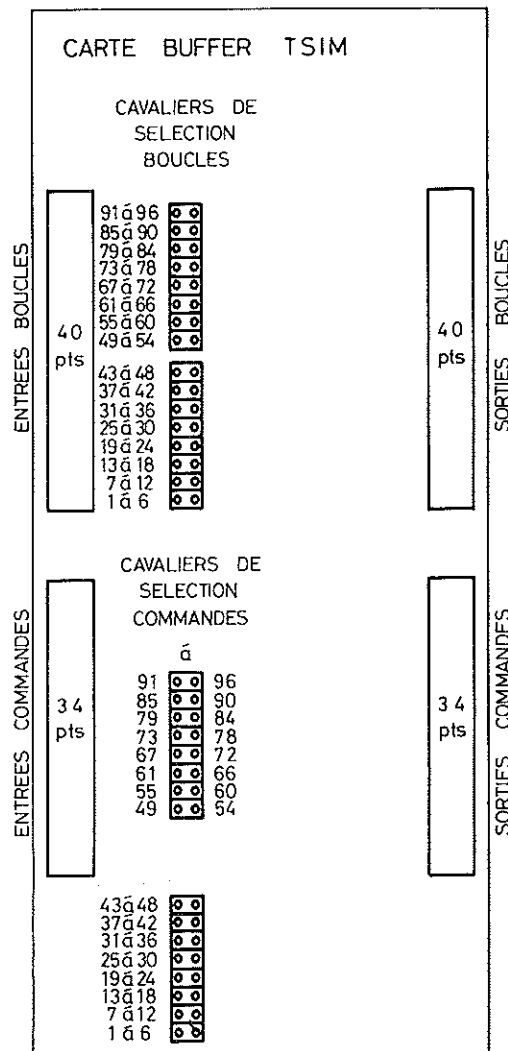 CARTE BUFFER TSIM
CAVALIERS DE
SELECTION
BOUCLES
ENTREES BOUCLES
40
pts
91 á 96
85 á 90
79 á 84
73 á 78
67 á 72
61 á 66
55 á 60
49 á 54
43 á 48
37 á 42
31 á 36
25 á 30
19 á 24
13 á 18
7 á 12
1 á 6
40
pts
SORTIES BOUCLES
CAVALIERS DE
SELECTION
COMMANDES
ENTREES COMMANDES
34
pts
á
91 96
85 90
79 84
73 78
67 72
61 66
55 60
49 54
34
pts
SORTIES COMMANDES
43 á 48
37 á 42
31 á 36
25 á 30
19 á 24
13 á 18
7 á 12
1 á 6